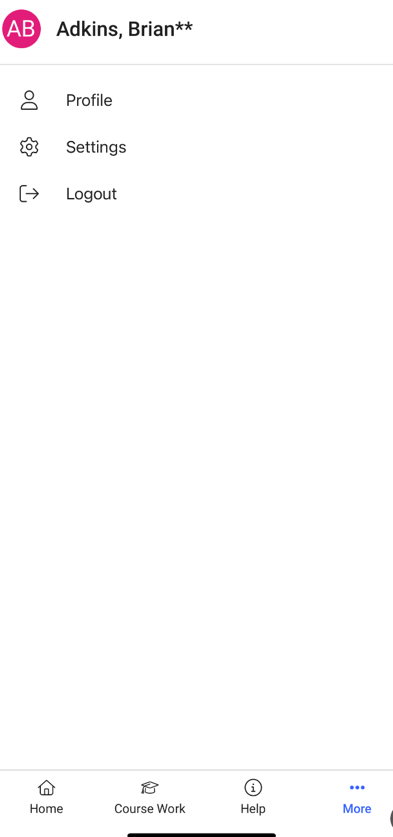 AB Adkins, Brian**
Profile
Settings
Logout
Home Course Work Help More